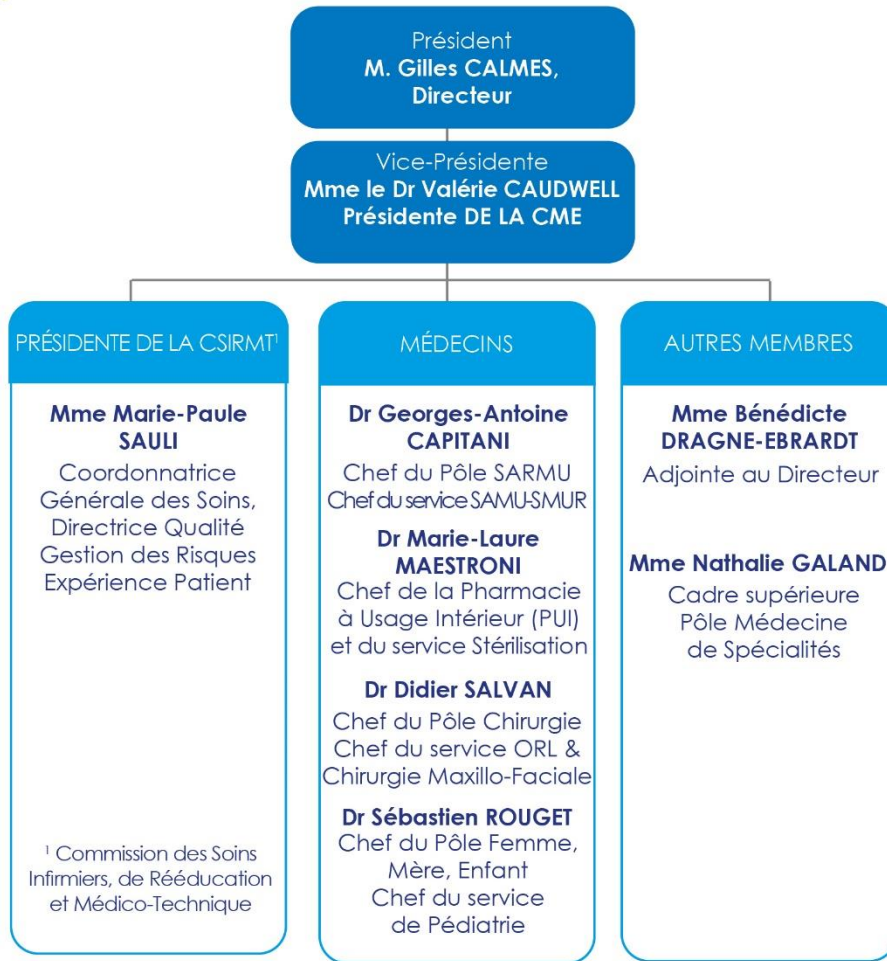 Président
M. Gilles CALMES,
Directeur
Vice-Présidente
Mme le Dr Valérie CAUDWELL
Présidente DE LA CME
PRÉSIDENTE DE LA CSIRMT¹
Mme Marie-Paule
SAULI
Coordonnatrice
Générale des Soins,
Directrice Qualité
Gestion des Risques
Expérience Patient
¹ Commission des Soins
Infirmiers, de Rééducation
et Médico-Technique
MÉDECINS
Dr Georges-Antoine
CAPITANI
Chef du Pôle SARMU
Chef du service SAMU-SMUR
Dr Marie-Laure
MAESTRONI
Chef de la Pharmacie
à Usage Intérieur (PUI)
et du service Stérilisation
Dr Didier SALVAN
Chef du Pôle Chirurgie
Chef du service ORL &
Chirurgie Maxillo-Faciale
Dr Sébastien ROUGET
Chef du Pôle Femme,
Mère, Enfant
Chef du service
de Pédiatrie
AUTRES MEMBRES
Mme Bénédicte
DRAGNE-EBRARDT
Adjointe au Directeur
Mme Nathalie GALAND
Cadre supérieure
Pôle Médecine
de Spécialités